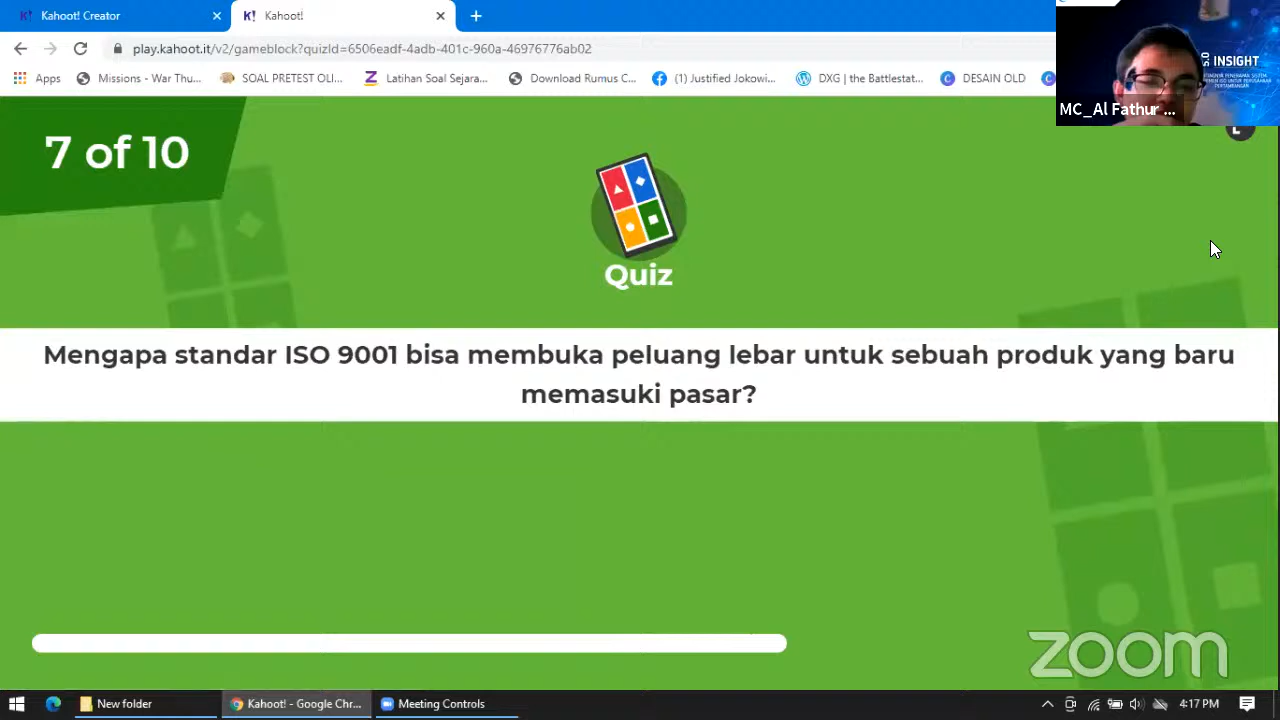 Kahoot! Creator
Kahoot!
play.kahoot.it/v2/gameblock?quizId=6506eadf-4adb-401c-960a-46976776ab02
Apps
Missions - War Thu...
SOAL PRETEST OLI...
Latihan Soal Sejara...
Download Rumus C...
(1) Justified Jokowi...
DXG | the Battlestat...
DESAIN OLD
INSIGHT
MC_Al Fathur ...
7 of 10
Quiz
Mengapa standar ISO 9001 bisa membuka peluang lebar untuk sebuah produk yang baru
memasuki pasar?
zoom
New folder
Kahoot! - Google Chr...
Meeting Controls
4:17 PM